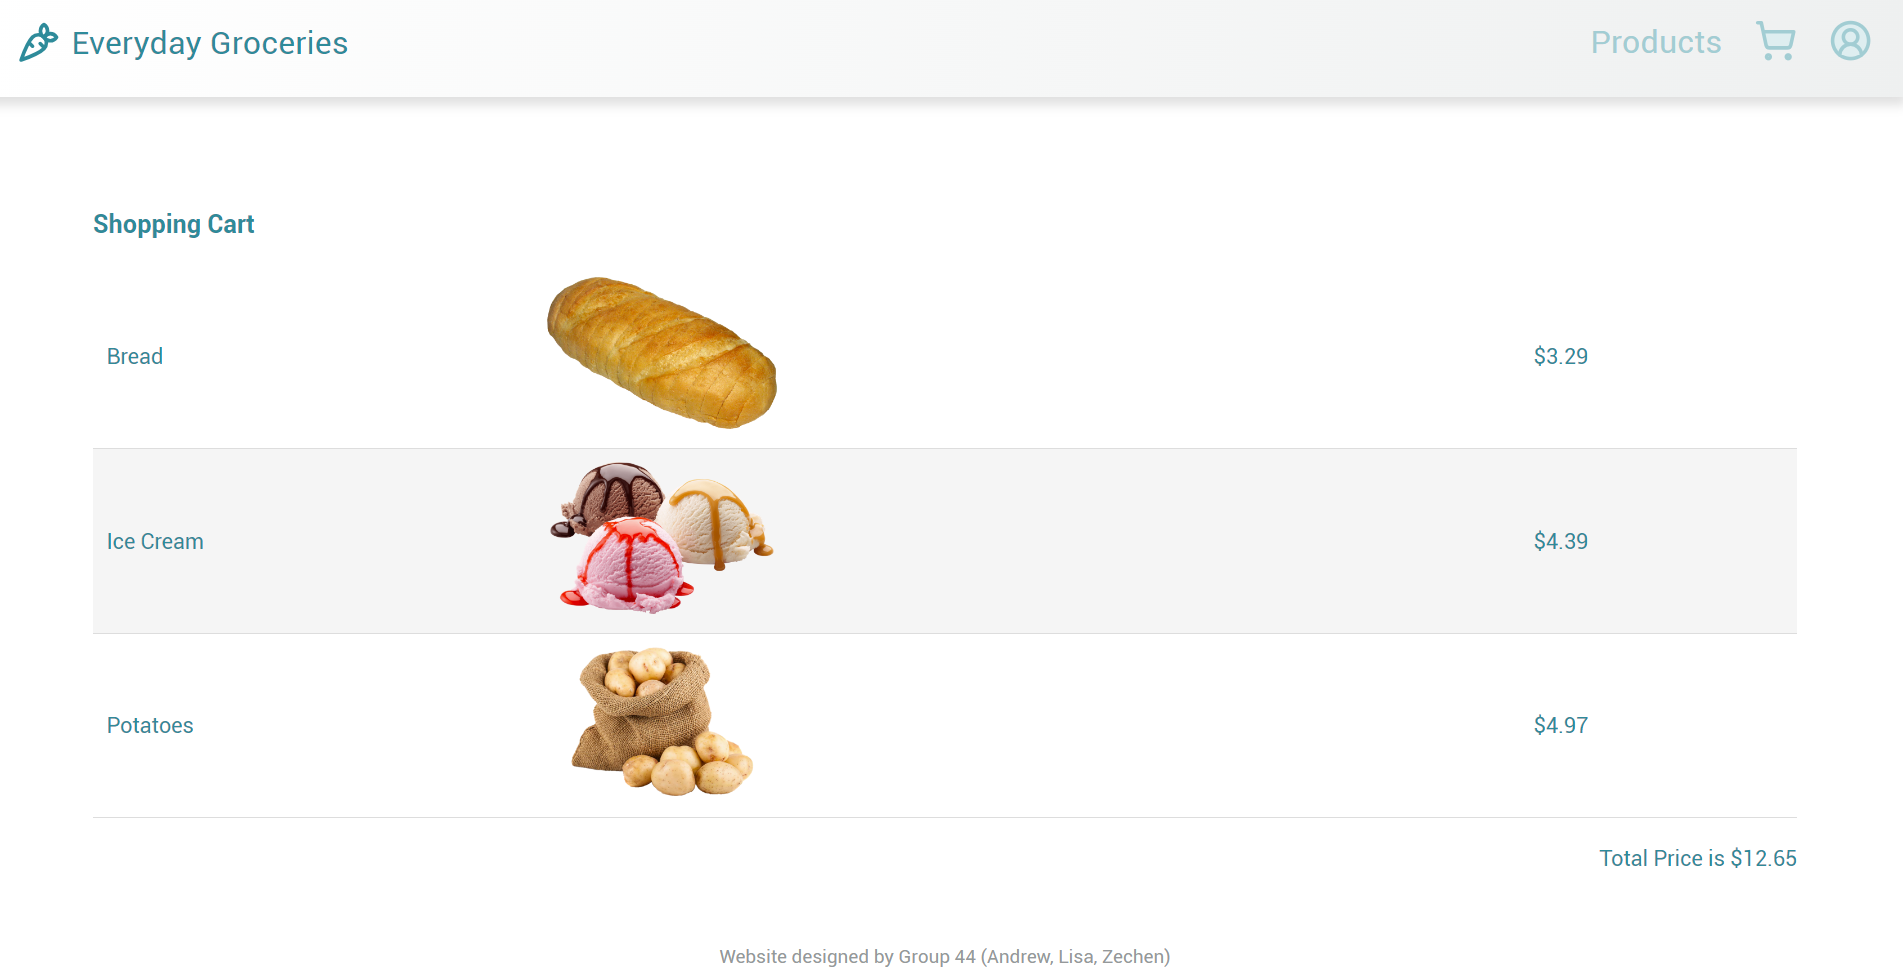 Everyday Groceries
Products
Shopping Cart
Bread
$3.29
Ice Cream
$4.39
Potatoes
$4.97
Total Price is $12.65
Website designed by Group 44 (Andrew, Lisa, Zechen)